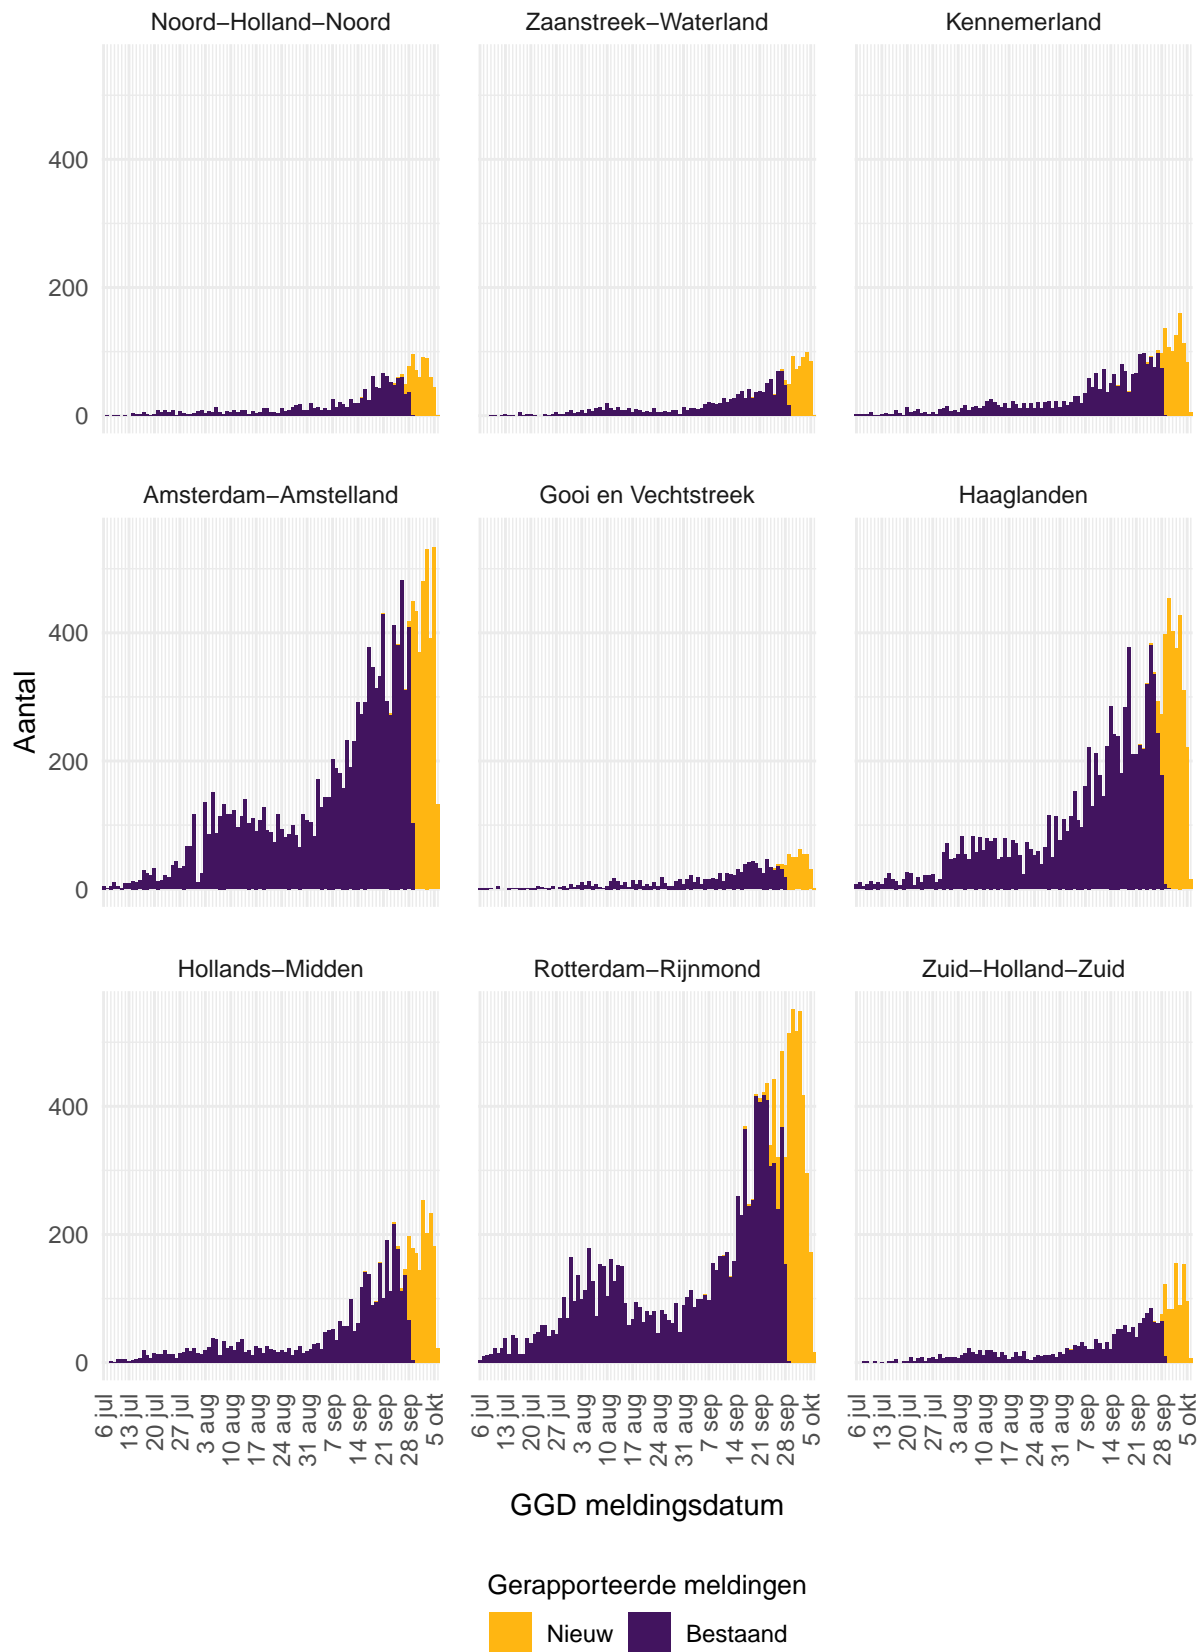 Noord−Holland−Noord
Zaanstreek−Waterland
Kennemerland
400
200
0
Amsterdam−Amstelland
Gooi en Vechtstreek
Haaglanden
400
200
0
Aantal
Hollands−Midden
Rotterdam−Rijnmond
Zuid−Holland−Zuid
400
200
0
6 jul
13 jul
20 jul
27 jul
3 aug
10 aug
17 aug
24 aug
31 aug
7 sep
14 sep
21 sep
28 sep
5 okt
6 jul
13 jul
20 jul
27 jul
3 aug
10 aug
17 aug
24 aug
31 aug
7 sep
14 sep
21 sep
28 sep
5 okt
6 jul
13 jul
20 jul
27 jul
3 aug
10 aug
17 aug
24 aug
31 aug
7 sep
14 sep
21 sep
28 sep
5 okt
GGD meldingsdatum
Gerapporteerde meldingen
Nieuw
Bestaand